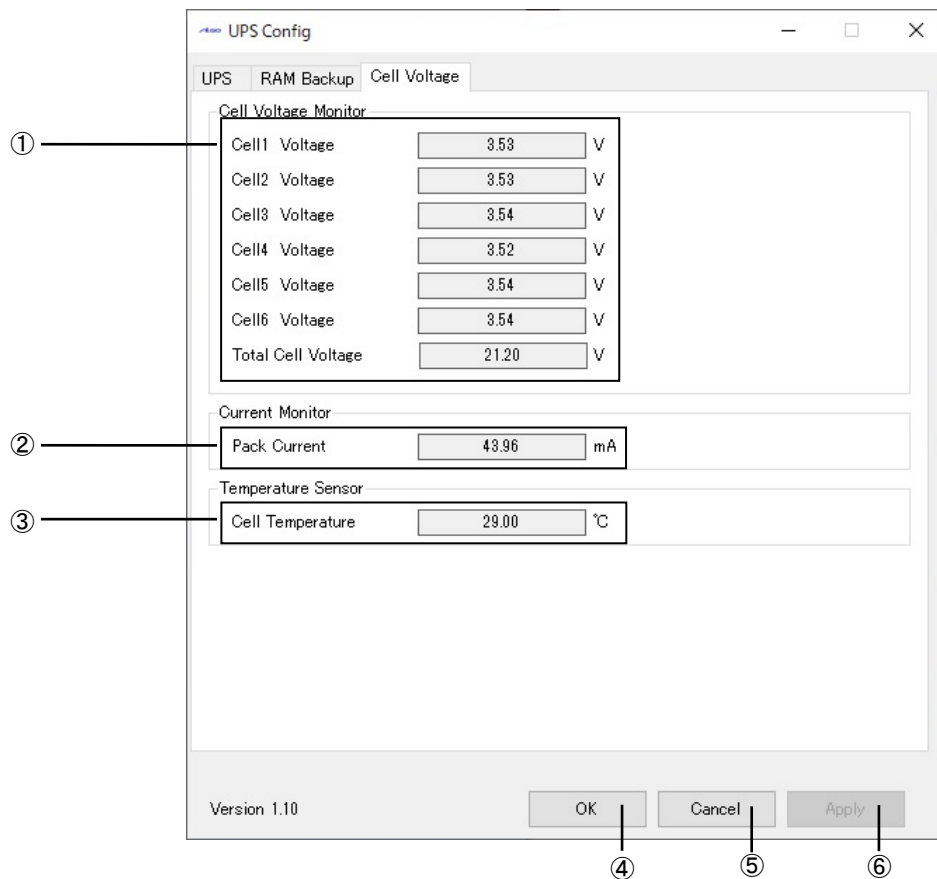 UPS Config
UPS RAM Backup Cell Voltage
Cell Voltage Monitor
① Cell1 Voltage 3.53 V
Cell2 Voltage 3.53 V
Cell3 Voltage 3.54 V
Cell4 Voltage 3.52 V
Cell5 Voltage 3.54 V
Cell6 Voltage 3.54 V
Total Cell Voltage 21.20 V
Current Monitor
② Pack Current 43.96 mA
Temperature Sensor
③ Cell Temperature 29.00 ℃
Version 1.10 OK Cancel Apply
④ ⑤ ⑥